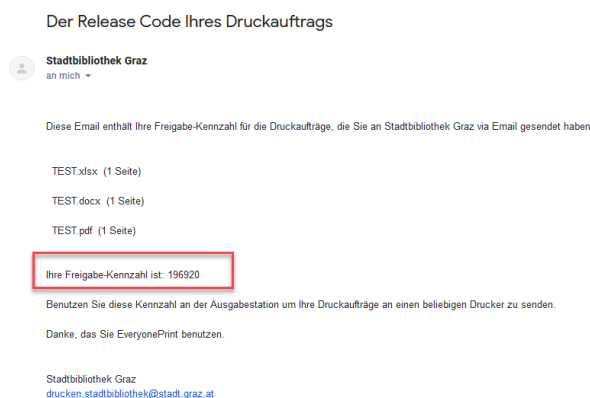 Der Release Code Ihres Druckauftrags
Stadtbibliothek Graz
an mich
Diese Email enthält Ihre Freigabe-Kennzahl für die Druckaufträge, die Sie an Stadtbibliothek Graz via Email gesendet haben
TEST.xlsx (1 Seite)
TEST.docx (1 Seite)
TEST.pdf (1 Seite)
Ihre Freigabe-Kennzahl ist: 196920
Benutzen Sie diese Kennzahl an der Ausgabestation um Ihre Druckaufträge an einen beliebigen Drucker zu senden.
Danke, das Sie EveryonePrint benutzen.
Stadtbibliothek Graz
drucken.stadtbibliothek@stadt.graz.at